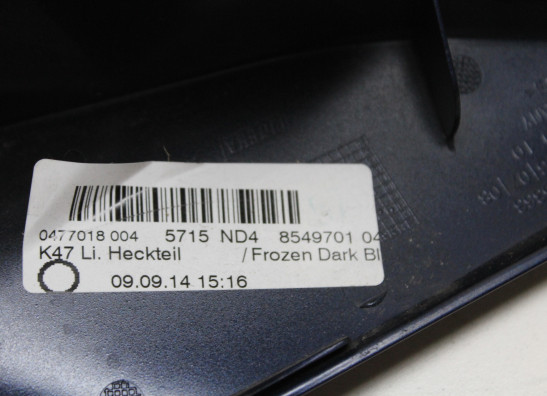 0477018 004 5715 ND4 8549701 04
K47 Li. Heckteil /Frozen Dark Bl
09.09.14 15:16